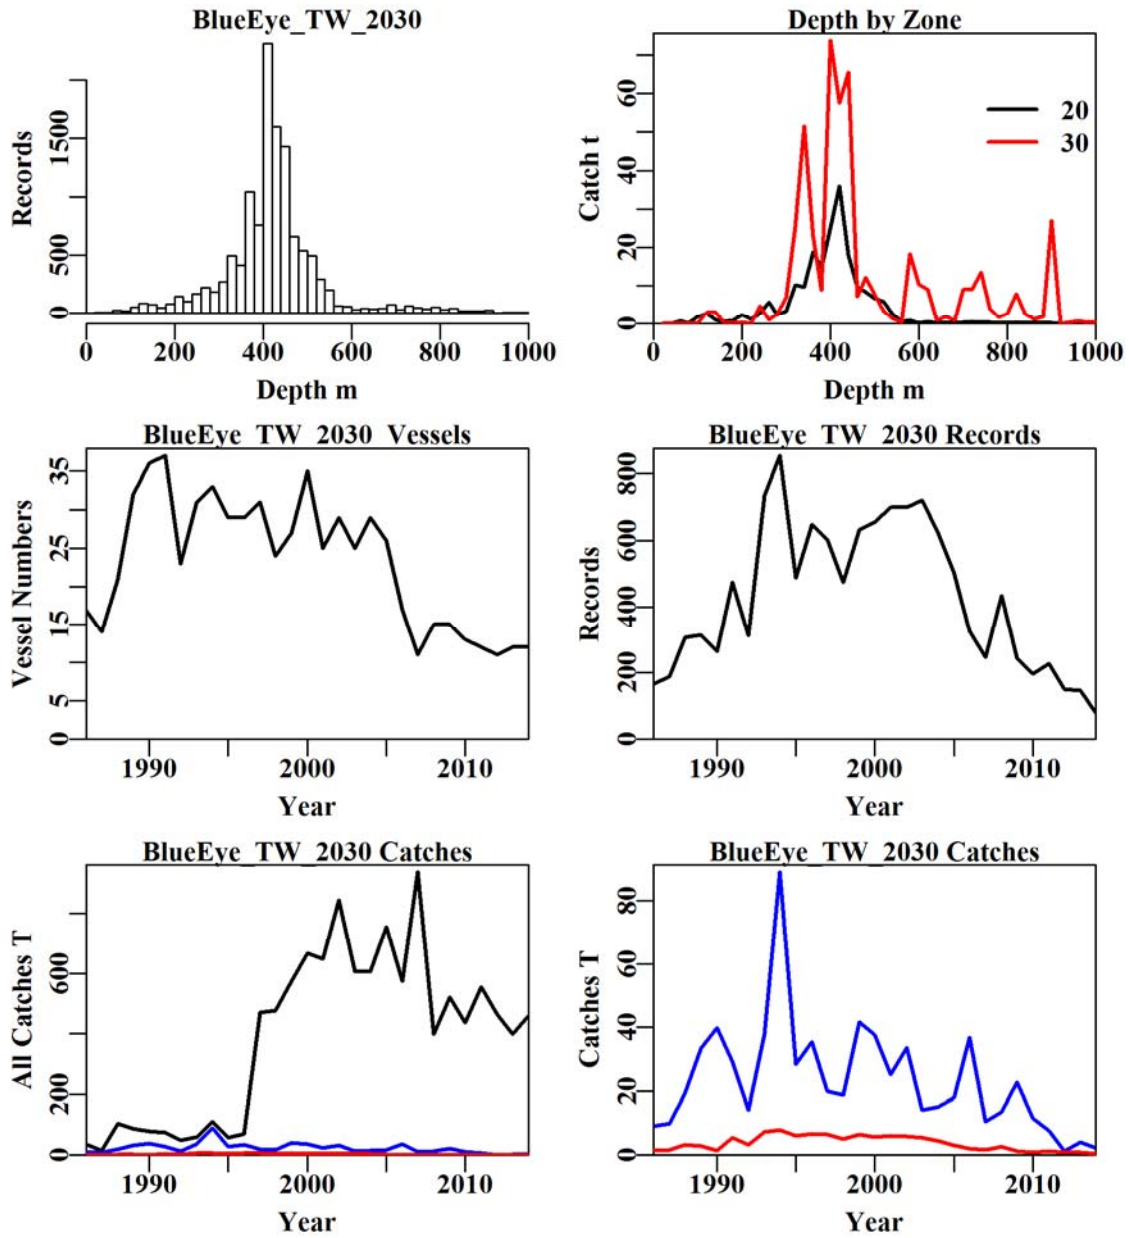 BlueEye_TW_2030
Records
0 500 1500
0 200 400 600 800 1000
Depth m
Depth by Zone
Catch t
0 20 40 60
20
30
0 200 400 600 800 1000
Depth m
BlueEye_TW_2030_Vessels
Vessel Numbers
0 5 15 25 35
1990 2000 2010
Year
BlueEye_TW_2030 Records
Records
0 200 400 600 800
1990 2000 2010
Year
BlueEye_TW_2030 Catches
All Catches T
0 200 600
1990 2000 2010
Year
BlueEye_TW_2030 Catches
Catches T
0 20 40 60 80
1990 2000 2010
Year